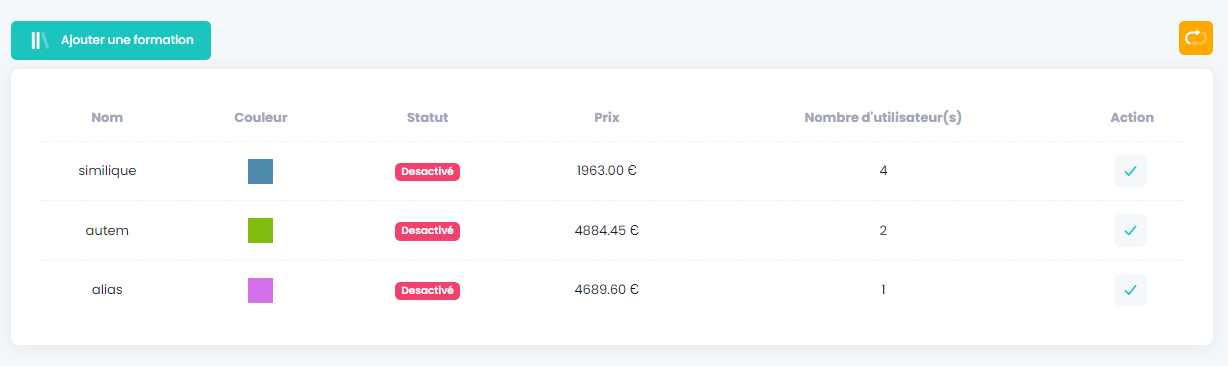 Ajouter une formation
Nom Couleur Statut Prix Nombre d'utilisateur(s) Action
similique Desactivé 1963.00 € 4
autem Desactivé 4884.45 € 2
alias Desactivé 4689.60 € 1